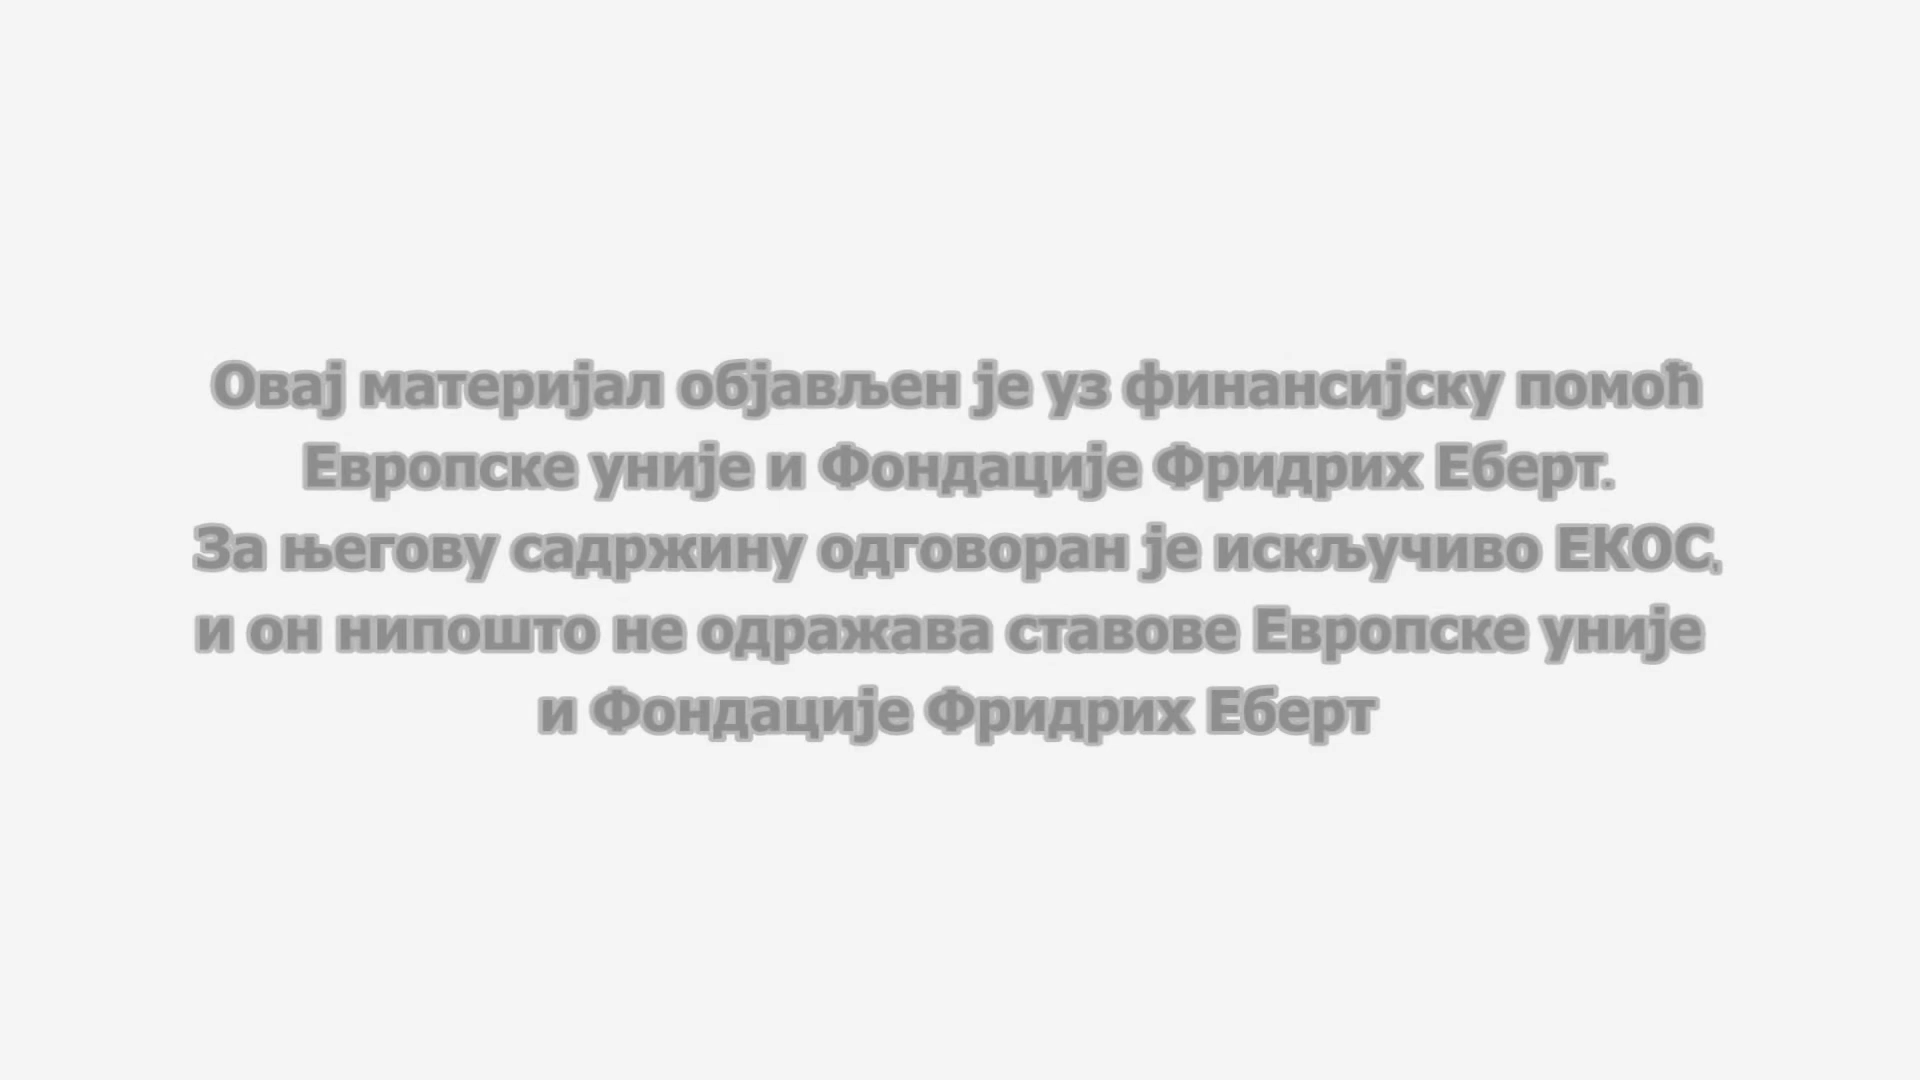 Овај материјал објављен је уз финансијску помоћ
Европске уније и Фондације Фридрих Еберт.
За његову садржину одговоран је искључиво ЕКОС,
и он нипошто не одражава ставове Европске уније
и Фондације Фридрих Еберт